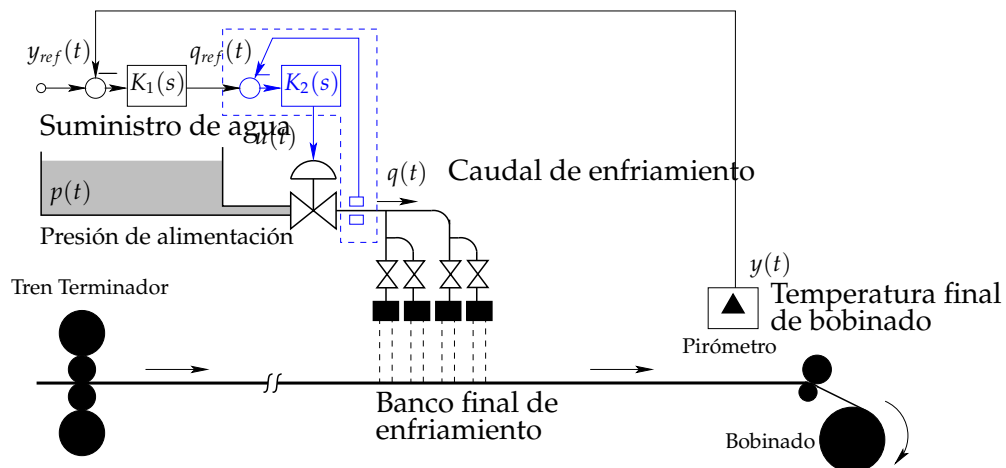 y_ref(t)
q_ref(t)
K_1(s)
K_2(s)
Suministro de agua
u(t)
p(t)
q(t)
Caudal de enfriamiento
Presión de alimentación
y(t)
Tren Terminador
Temperatura final
de bobinado
Pirómetro
Banco final de
enfriamiento
Bobinado